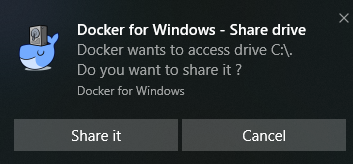 Docker for Windows - Share drive
Docker wants to access drive C:\.
Do you want to share it ?
Docker for Windows
Share it
Cancel